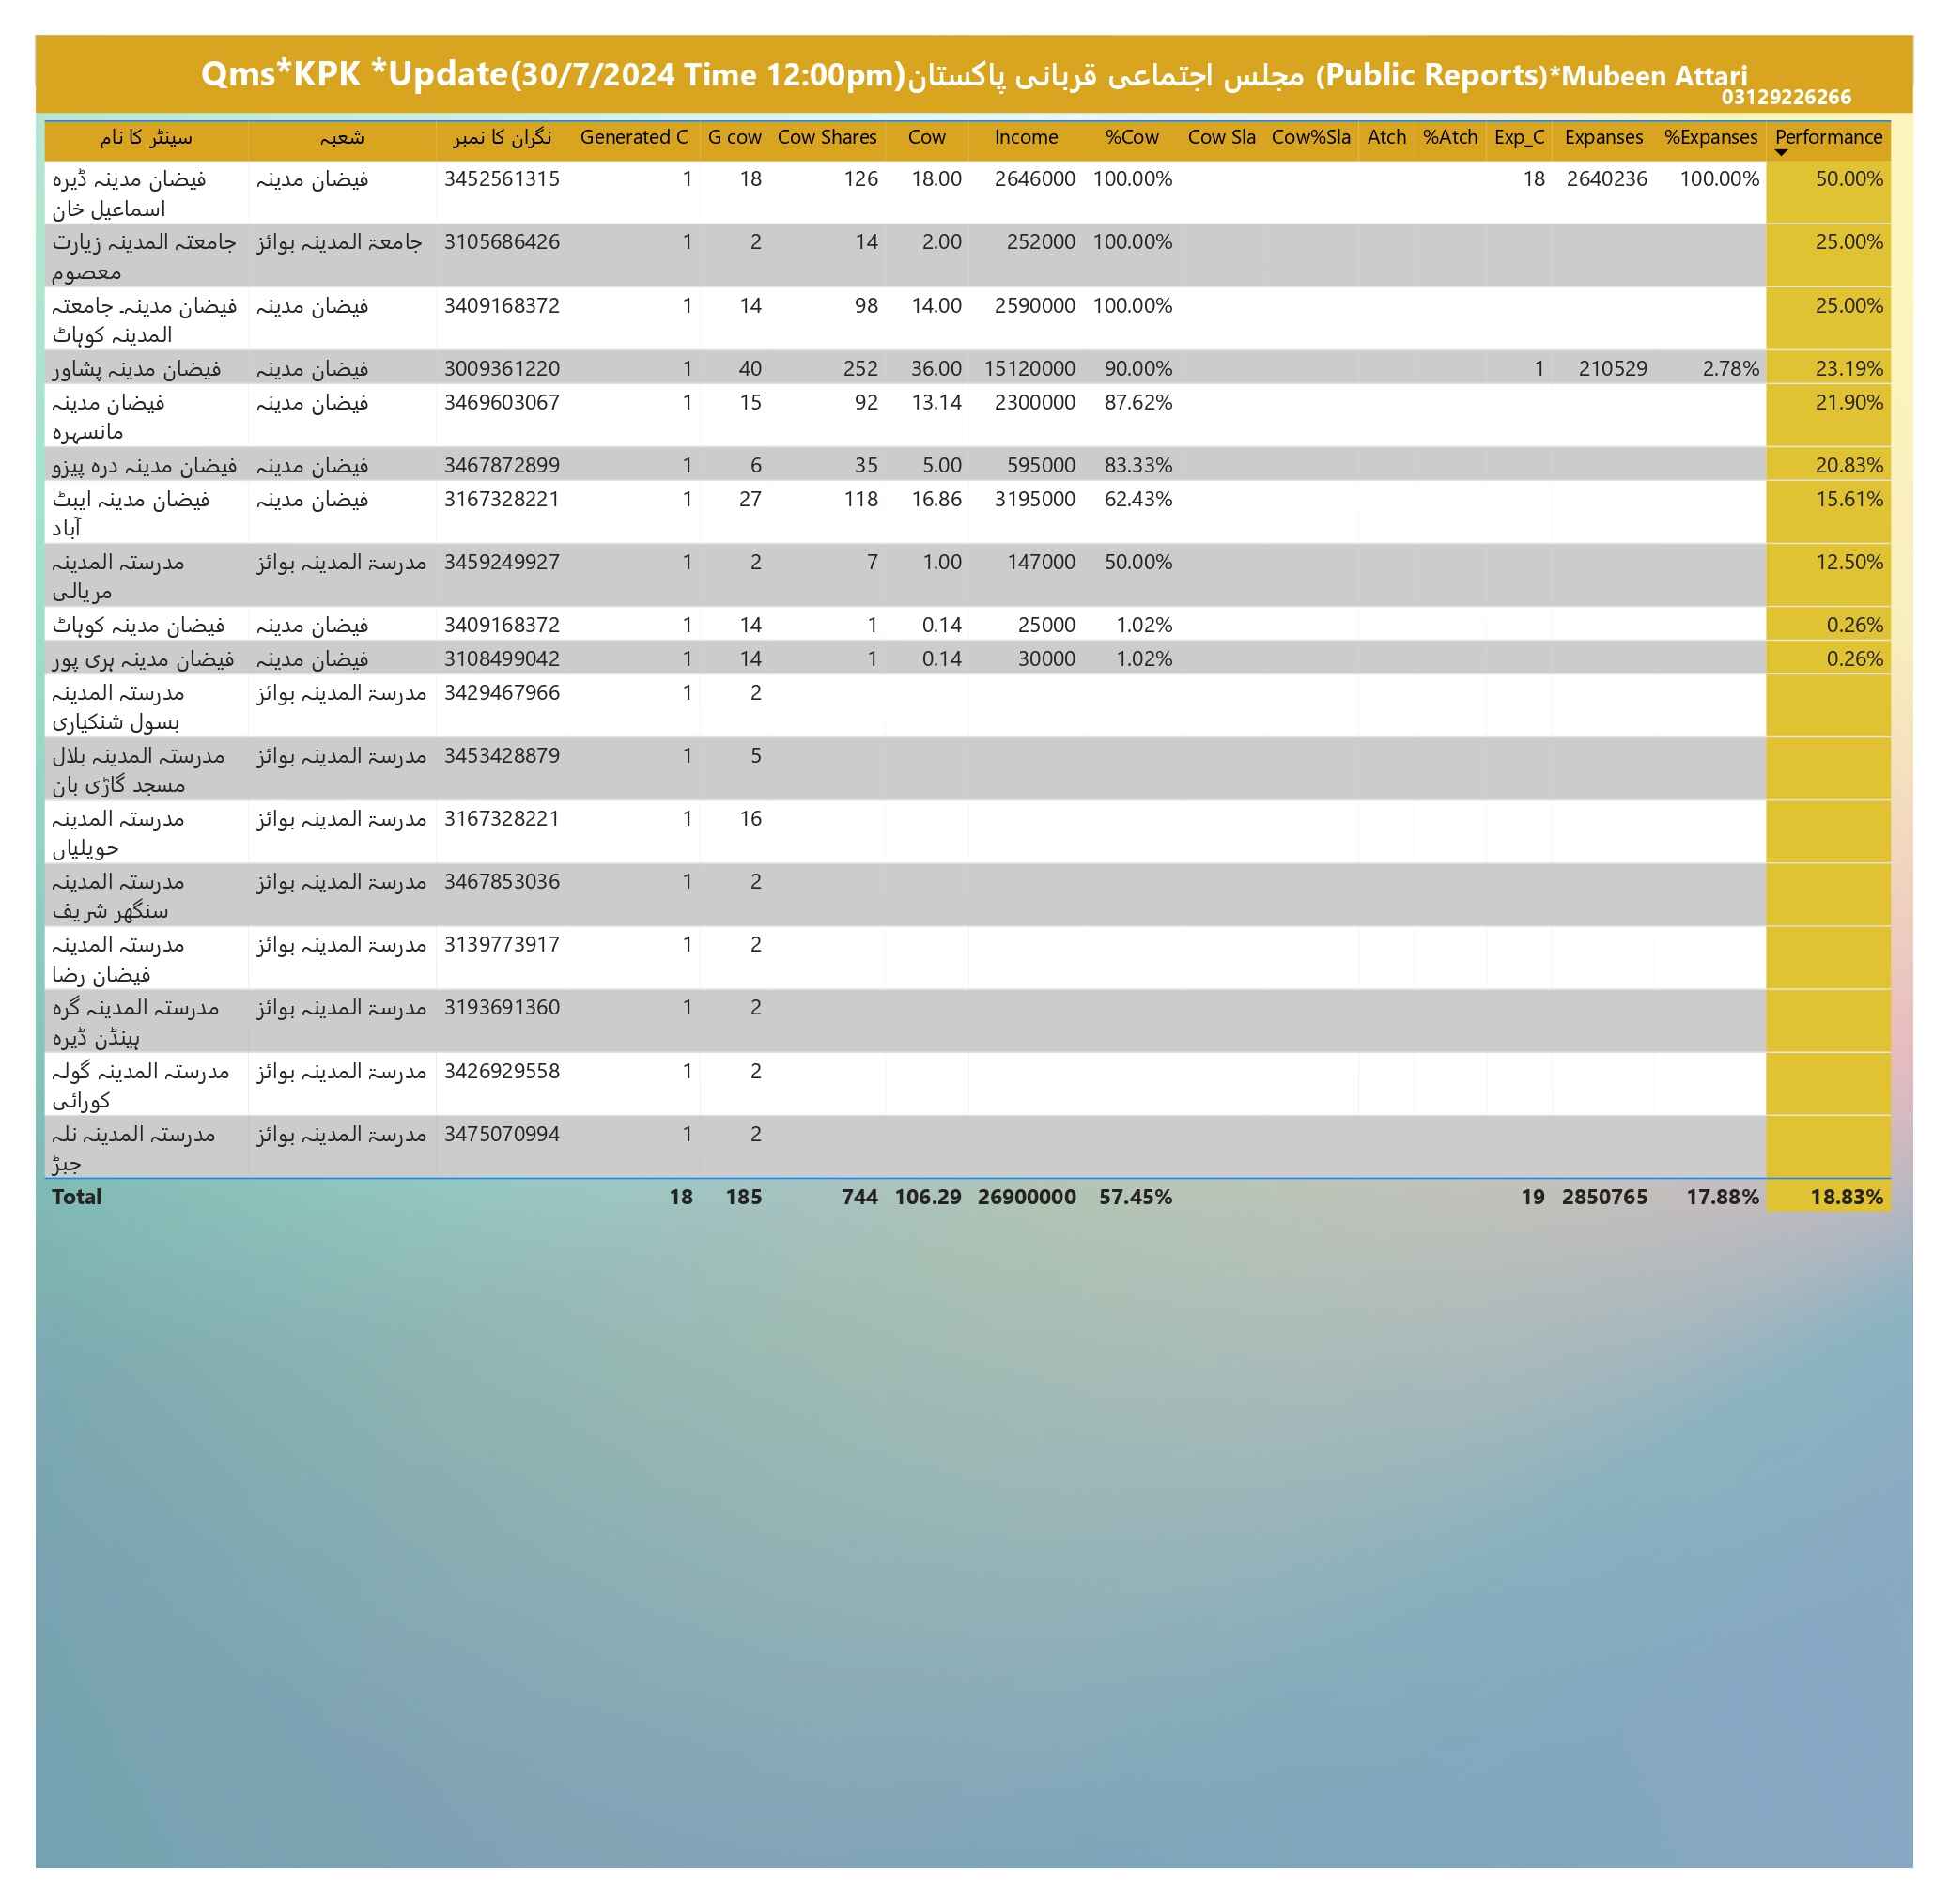 Qms*KPK *Update(30/7/2024 Time 12:00pm)مجلس اجتماعی قربانی پاکستان (Public Reports)*Mubeen Attari
03129226266
سینٹر کا نام شعبہ نگران کا نمبر Generated C G cow Cow Shares Cow Income %Cow Cow Sla Cow%Sla Atch %Atch Exp_C Expanses %Expanses Performance
فیضان مدینہ ڈیرہ فیضان مدینہ 3452561315 1 18 126 18.00 2646000 100.00% 18 2640236 100.00% 50.00%
اسماعیل خان
جامعتہ المدینہ زیارت جامعۃ المدینہ بوائز 3105686426 1 2 14 2.00 252000 100.00% 25.00%
معصوم
فیضان مدینہ۔ جامعتہ فیضان مدینہ 3409168372 1 14 98 14.00 2590000 100.00% 25.00%
المدینہ کوہاٹ
فیضان مدینہ پشاور فیضان مدینہ 3009361220 1 40 252 36.00 15120000 90.00% 1 210529 2.78% 23.19%
فیضان مدینہ فیضان مدینہ 3469603067 1 15 92 13.14 2300000 87.62% 21.90%
مانسہرہ
فیضان مدینہ درہ پیزو فیضان مدینہ 3467872899 1 6 35 5.00 595000 83.33% 20.83%
فیضان مدینہ ایبٹ فیضان مدینہ 3167328221 1 27 118 16.86 3195000 62.43% 15.61%
آباد
مدرستہ المدینہ مدرسۃ المدینہ بوائز 3459249927 1 2 7 1.00 147000 50.00% 12.50%
مریالی
فیضان مدینہ کوہاٹ فیضان مدینہ 3409168372 1 14 1 0.14 25000 1.02% 0.26%
فیضان مدینہ ہری پور فیضان مدینہ 3108499042 1 14 1 0.14 30000 1.02% 0.26%
مدرستہ المدینہ مدرسۃ المدینہ بوائز 3429467966 1 2
بسول شنکیاری
مدرستہ المدینہ بلال مدرسۃ المدینہ بوائز 3453428879 1 5
مسجد گاڑی بان
مدرستہ المدینہ مدرسۃ المدینہ بوائز 3167328221 1 16
حویلیاں
مدرستہ المدینہ مدرسۃ المدینہ بوائز 3467853036 1 2
سنگھر شریف
مدرستہ المدینہ مدرسۃ المدینہ بوائز 3139773917 1 2
فیضان رضا
مدرستہ المدینہ گرہ مدرسۃ المدینہ بوائز 3193691360 1 2
ہینڈن ڈیرہ
مدرستہ المدینہ گولہ مدرسۃ المدینہ بوائز 3426929558 1 2
کورائی
مدرستہ المدینہ نلہ مدرسۃ المدینہ بوائز 3475070994 1 2
جبڑ
Total 18 185 744 106.29 26900000 57.45% 19 2850765 17.88% 18.83%